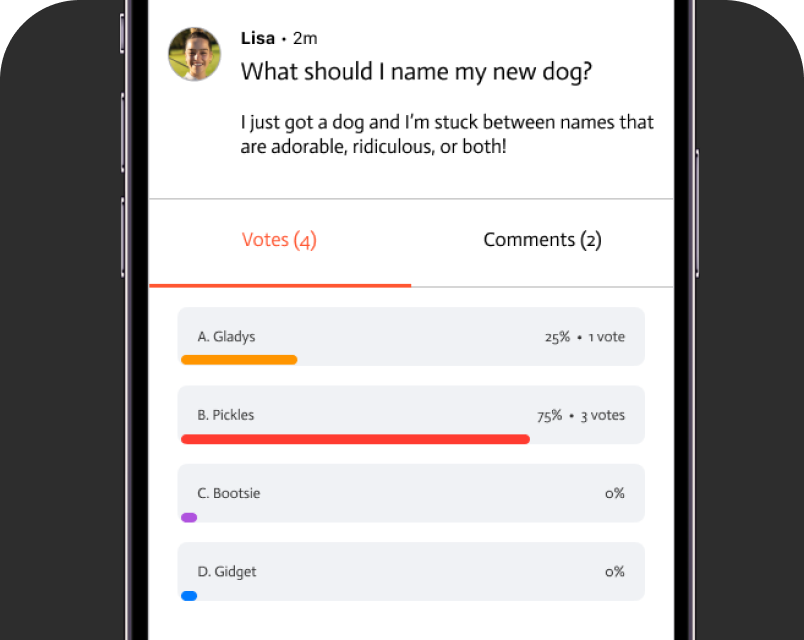 Lisa • 2m
What should I name my new dog?
I just got a dog and I'm stuck between names that
are adorable, ridiculous, or both!
Votes (4)
Comments (2)
A. Gladys
25% • 1 vote
B. Pickles
75% • 3 votes
C. Bootsie
0%
D. Gidget
0%